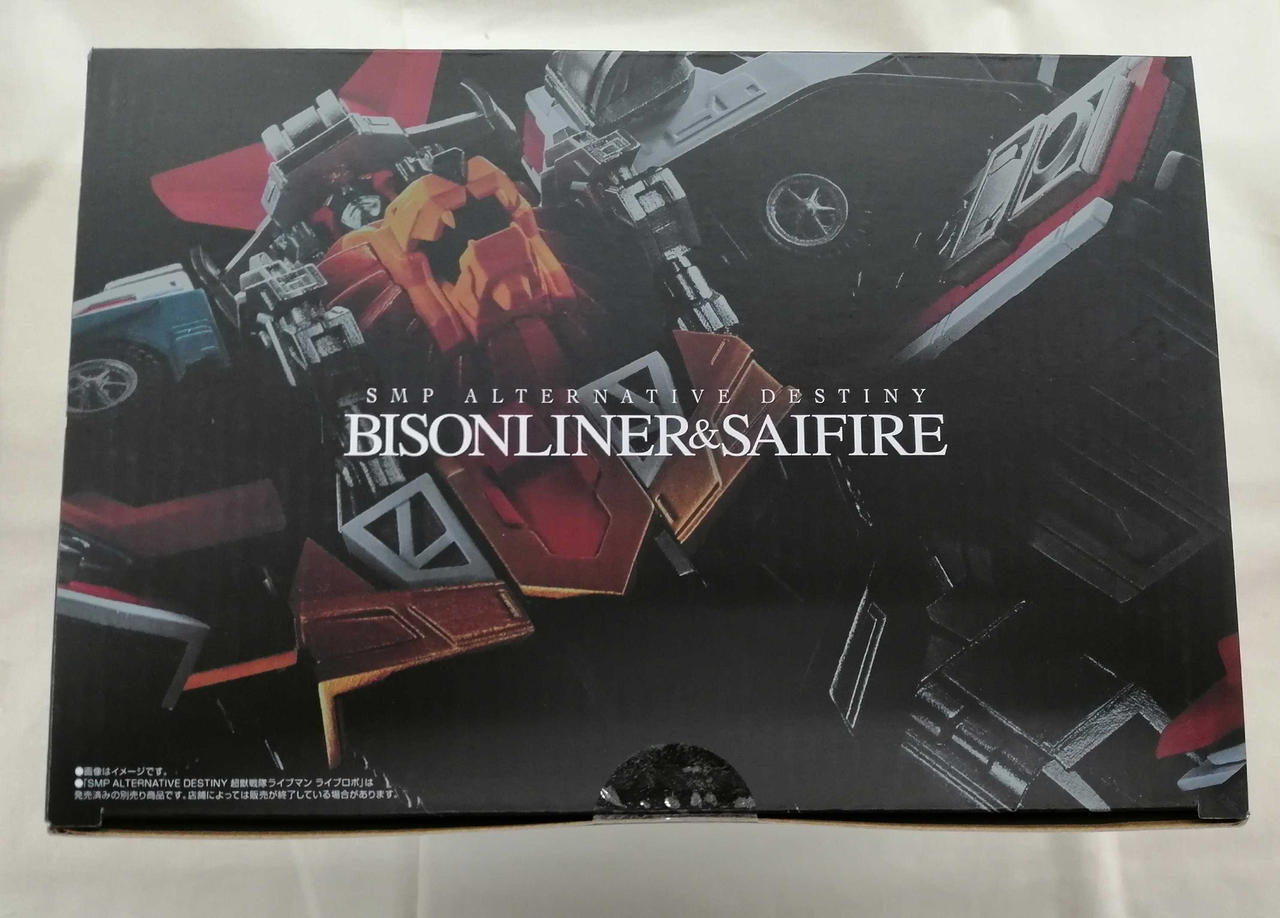 SMP ALTERNATIVE DESTINY
BISONLINER&SAIFIRE
●画像はイメージです。
●「SMP ALTERNATIVE DESTINY 超獣戦隊ライブマン ライブロボ」は
発売済みの別売り商品です。店舗によっては販売が終了している場合があります。